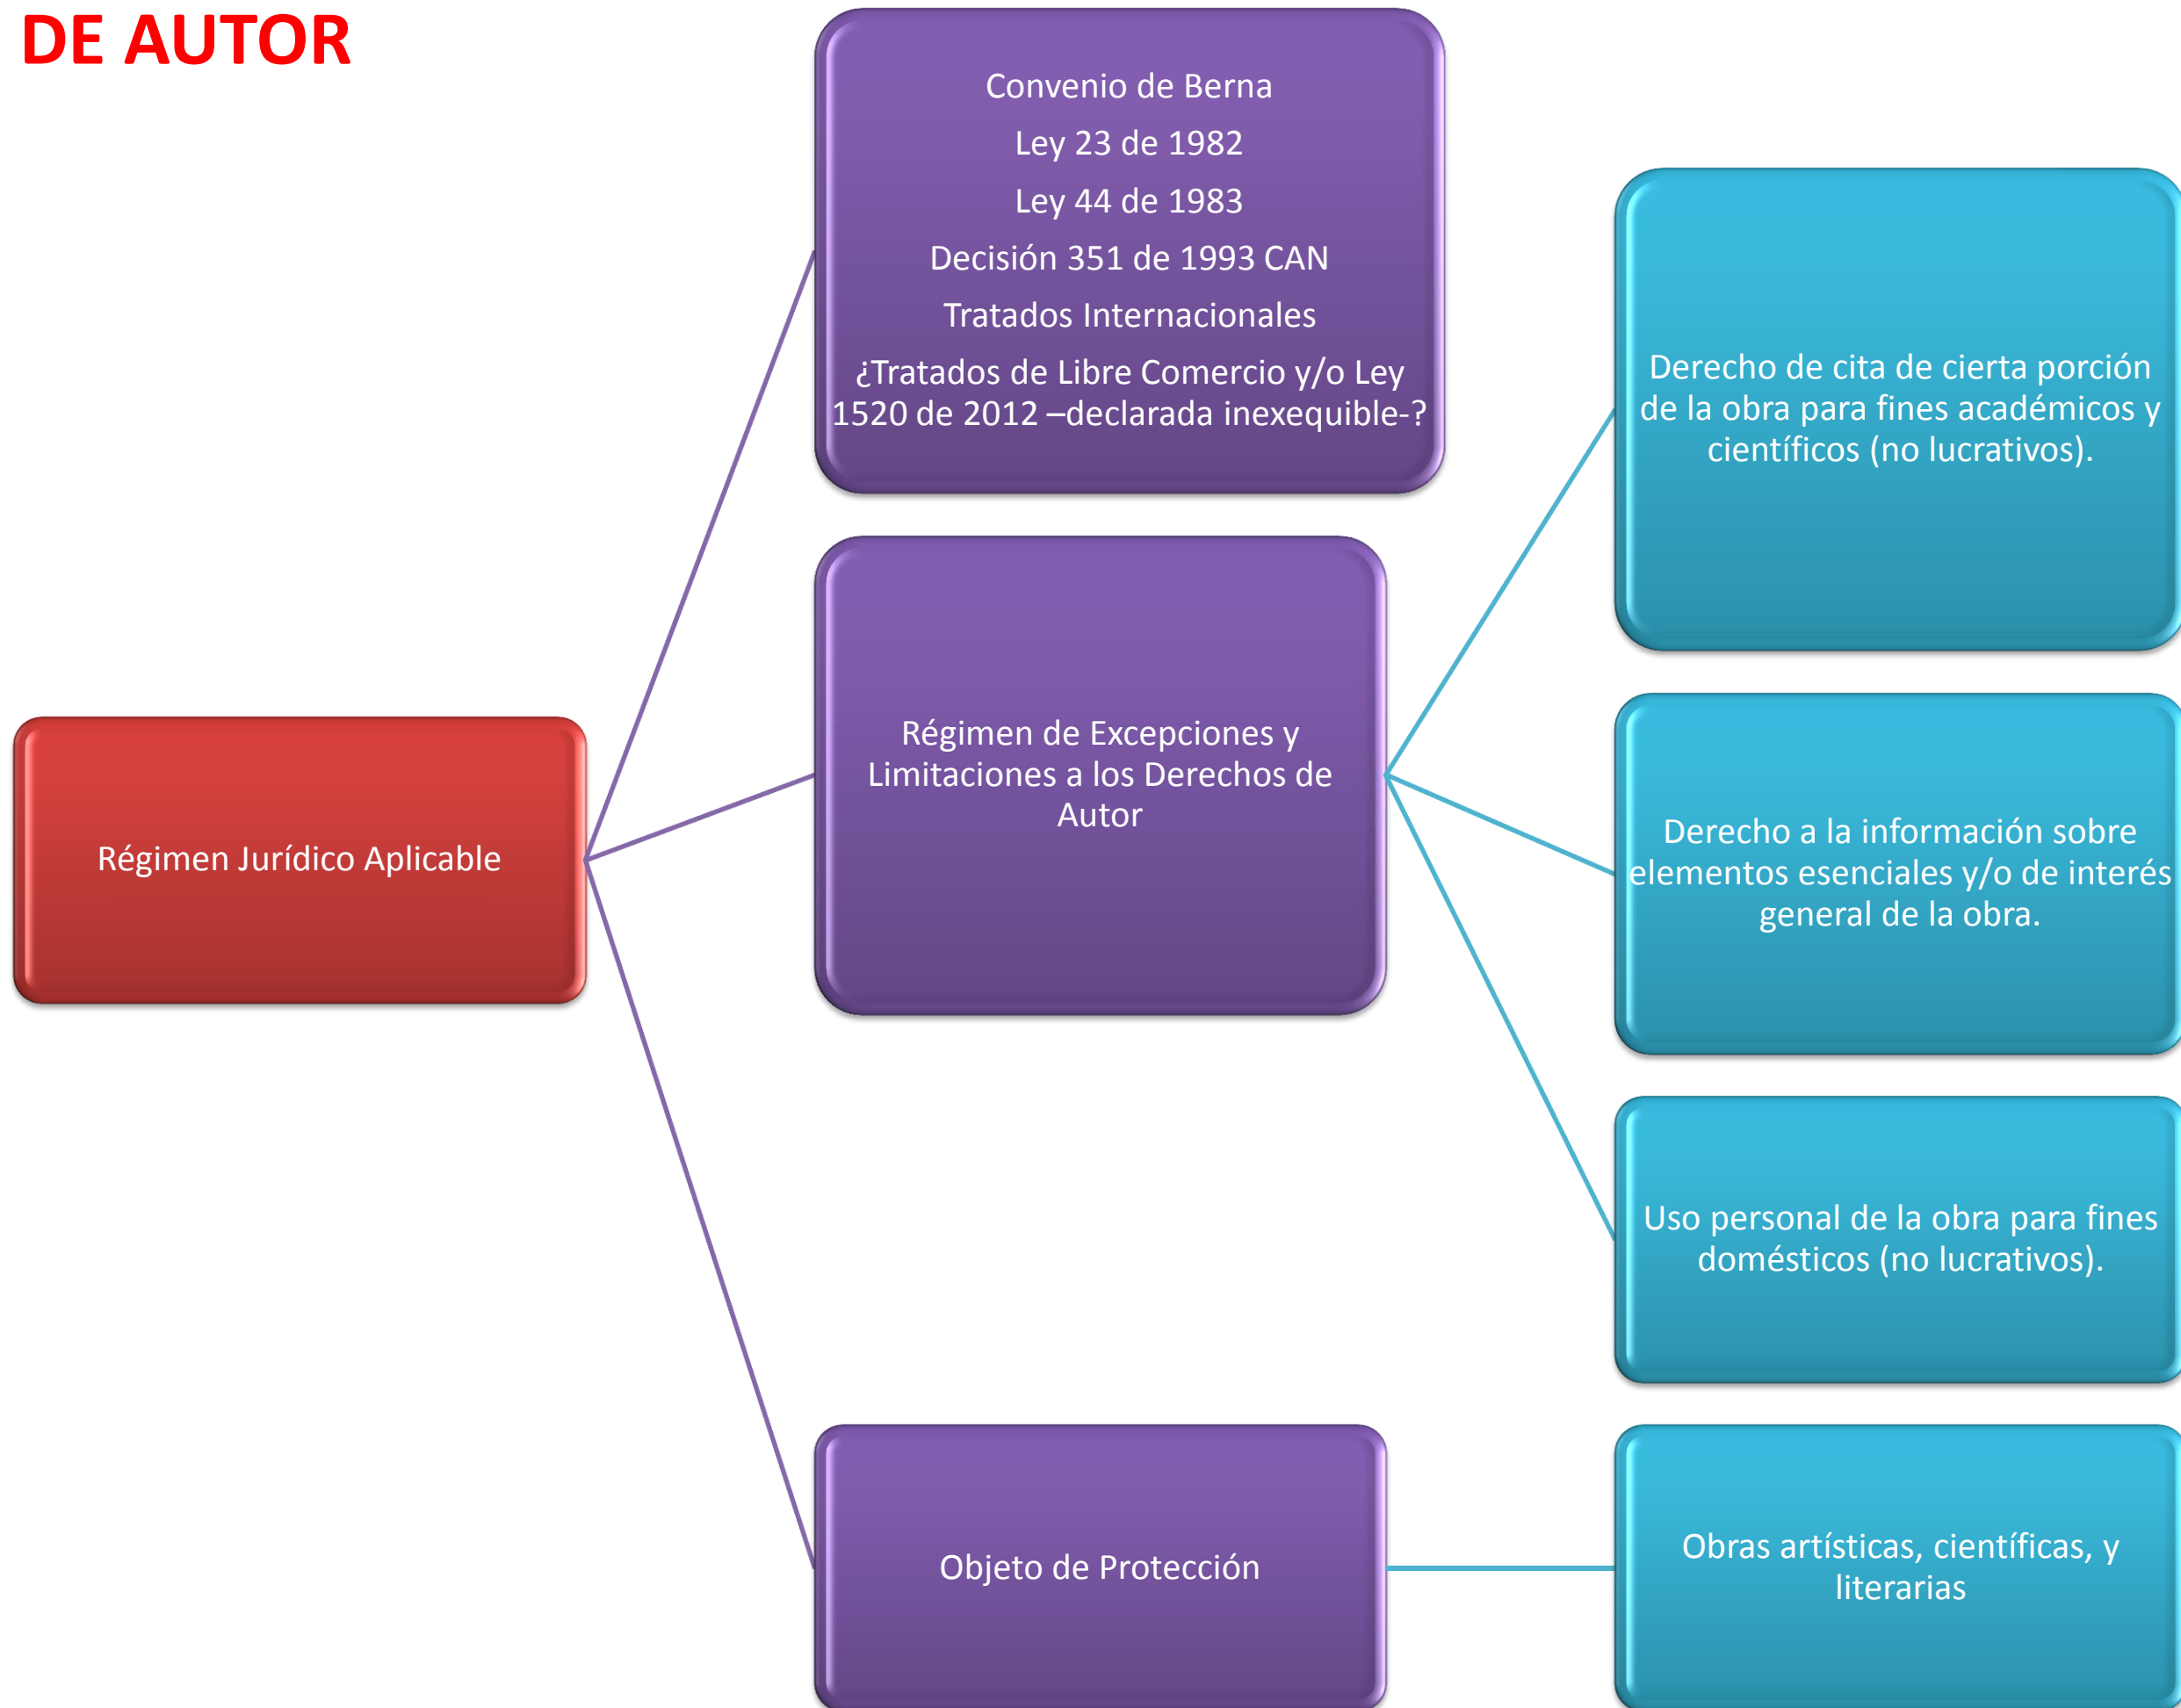 DE AUTOR
Convenio de Berna
Ley 23 de 1982
Ley 44 de 1983
Decisión 351 de 1993 CAN
Tratados Internacionales
¿Tratados de Libre Comercio y/o Ley
1520 de 2012 –declarada inexequible-?
Derecho de cita de cierta porción
de la obra para fines académicos y
científicos (no lucrativos).
Régimen de Excepciones y
Limitaciones a los Derechos de
Autor
Régimen Jurídico Aplicable
Derecho a la información sobre
elementos esenciales y/o de interés
general de la obra.
Uso personal de la obra para fines
domésticos (no lucrativos).
Objeto de Protección
Obras artísticas, científicas, y
literarias